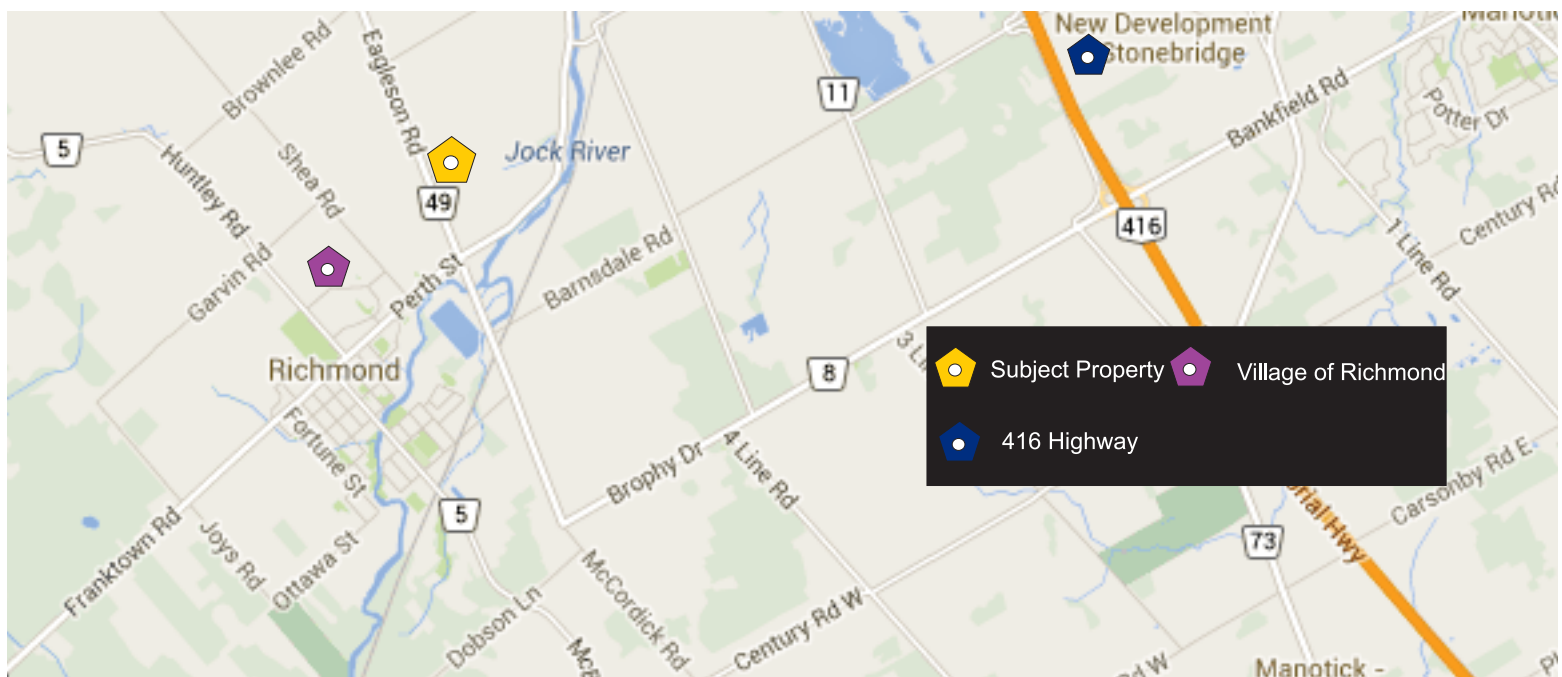 New Development
Stonebridge
Manotick
Brownlee Rd
Eagleson Rd
11
Bankfield Rd
Potter Dr
5
Jock River
Huntley Rd
Shea Rd
49
416
Century Rd
1 Line Rd
Garvin Rd
Perth St
Barnsdale Rd
3 Li
8
Richmond
Subject Property
Village of Richmond
416 Highway
Fortune St
Brophy Dr
4 Line Rd
Carsonby Rd E
5
orial Hwy
73
Franktown Rd
Joys Rd
Ottawa St
McCordick Rd
Dobson Ln
Century Rd W
Rd W
Manotick -